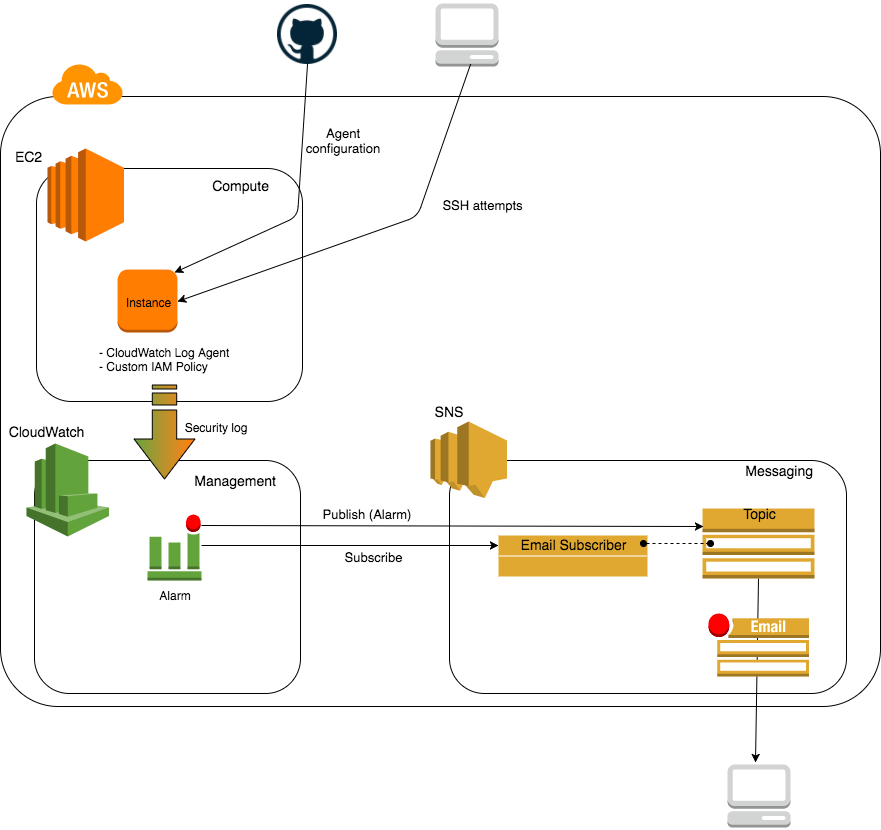 AWS
Agent
configuration
EC2
Compute
SSH attempts
Instance
- CloudWatch Log Agent
- Custom IAM Policy
SNS
Security log
CloudWatch
Messaging
Management
Publish (Alarm)
Topic
Email Subscriber
Subscribe
Alarm
Email